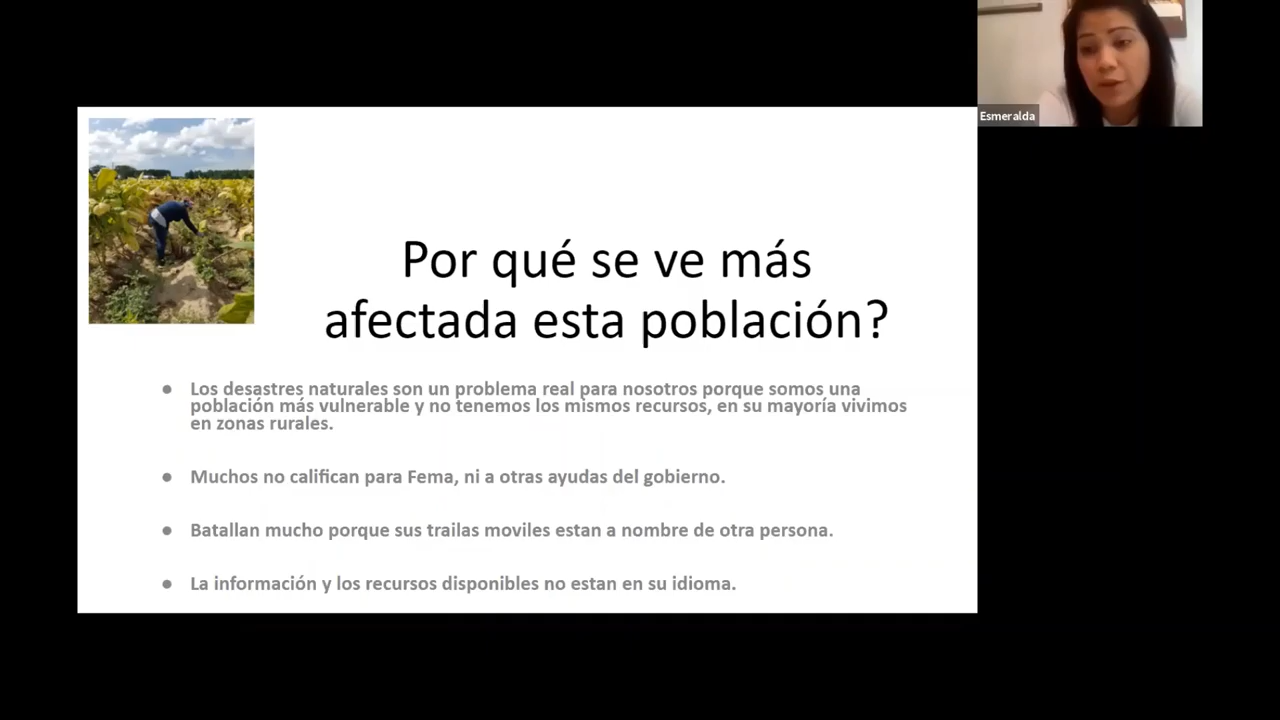 Esmeralda
Por qué se ve más
afectada esta población?
● Los desastres naturales son un problema real para nosotros porque somos una
población más vulnerable y no tenemos los mismos recursos, en su mayoría vivimos
en zonas rurales.
● Muchos no califican para Fema, ni a otras ayudas del gobierno.
● Batallan mucho porque sus trailas moviles estan a nombre de otra persona.
● La información y los recursos disponibles no estan en su idioma.